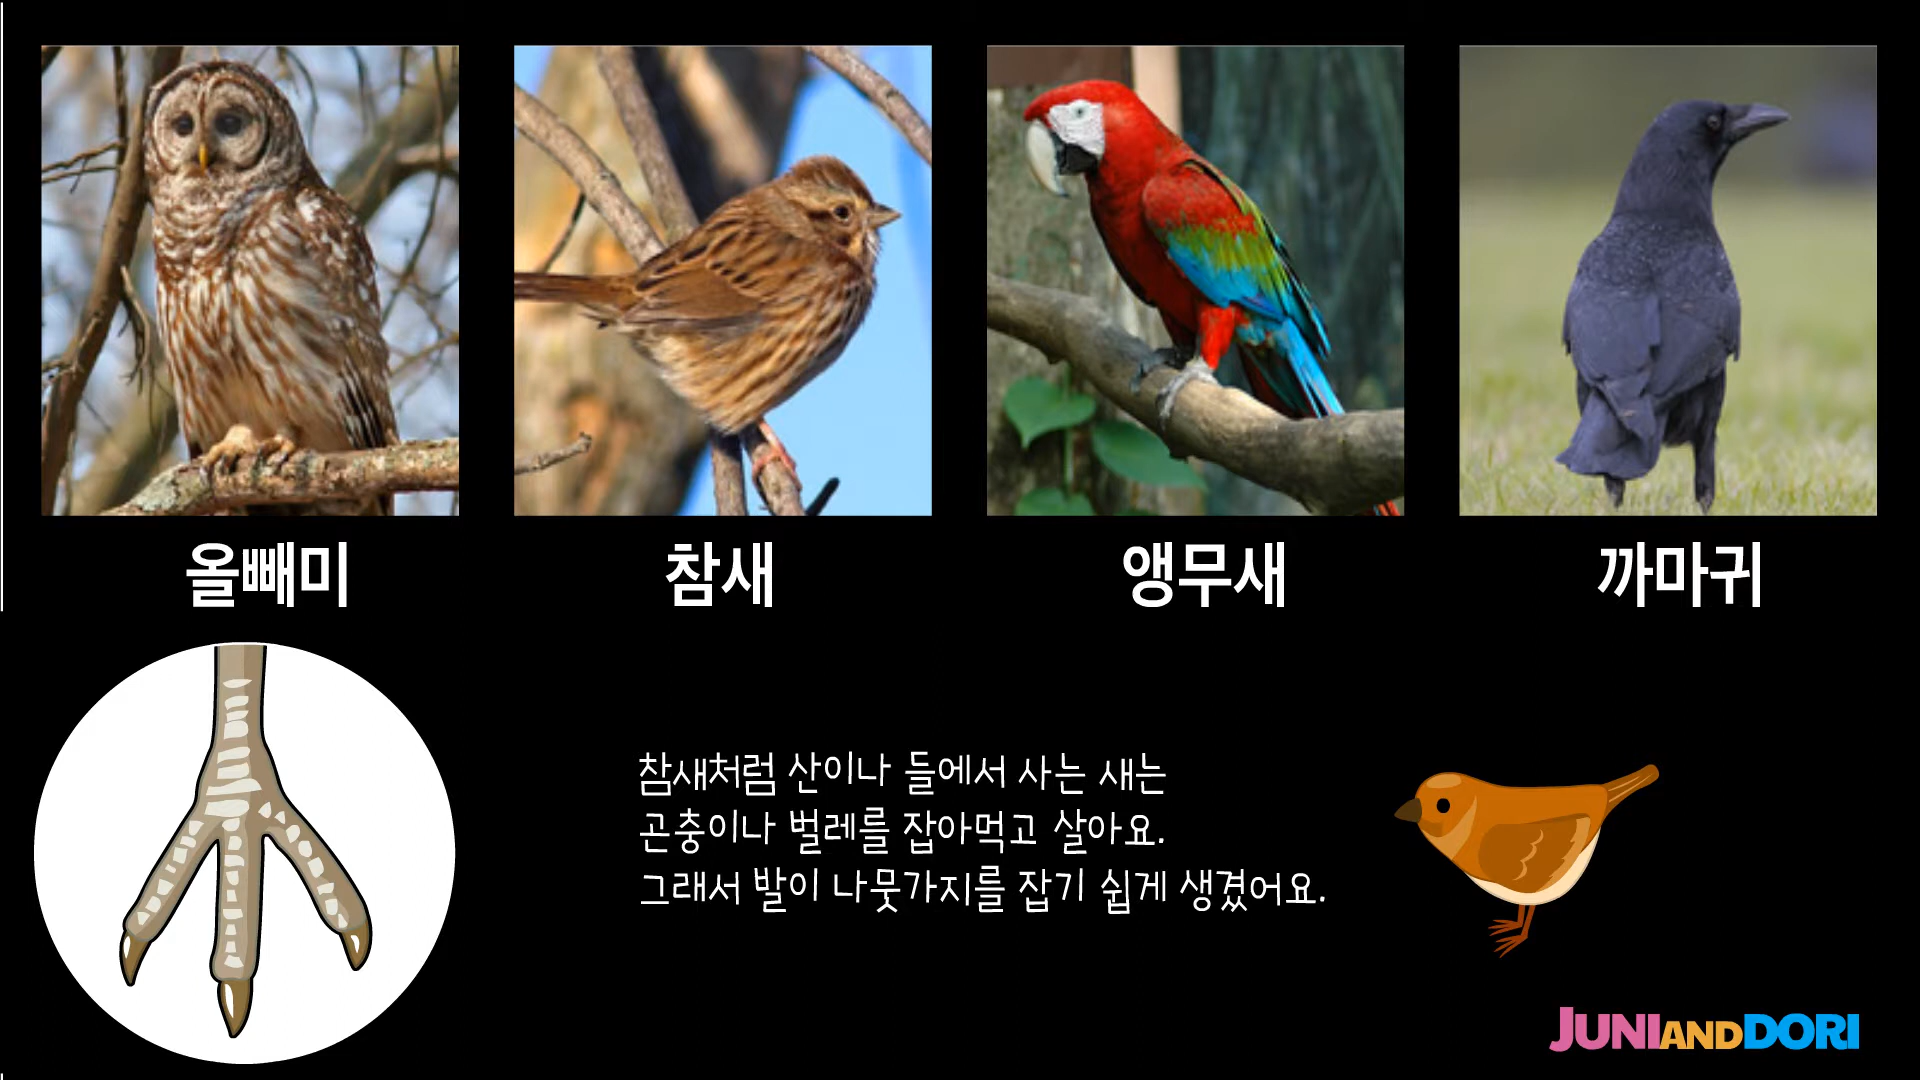 올빼미
참새
앵무새
까마귀
참새처럼 산이나 들에서 사는 새는
곤충이나 벌레를 잡아먹고 살아요.
그래서 발이 나뭇가지를 잡기 쉽게 생겼어요.
JUNIANDDORI